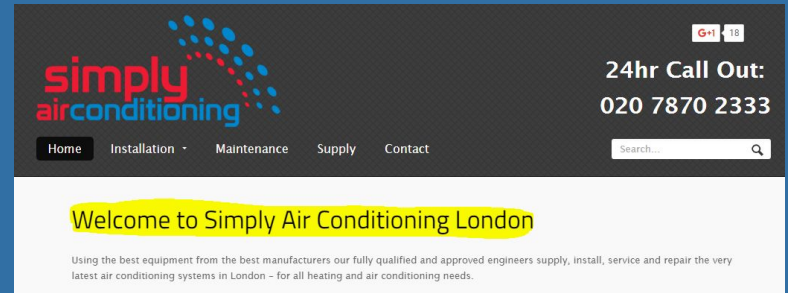 simply
airconditioning
G+1 18
24hr Call Out:
020 7870 2333
Home Installation Maintenance Supply Contact
Search...
Welcome to Simply Air Conditioning London
Using the best equipment from the best manufacturers our fully qualified and approved engineers supply, install, service and repair the very
latest air conditioning systems in London – for all heating and air conditioning needs.